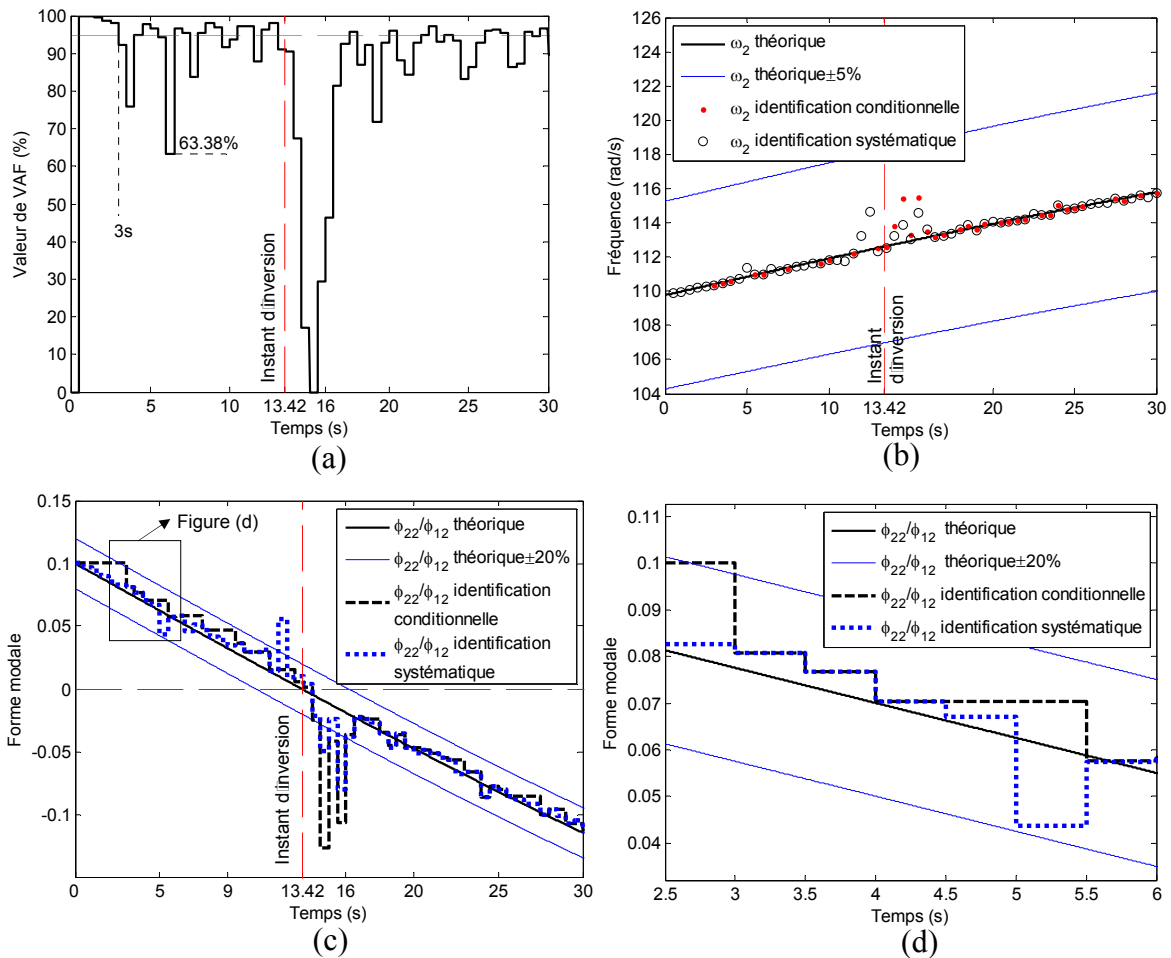 (a)
100
90
80
70
60
50
40
30
20
10
0
Valeur de VAF (%)
63.38%
3s
Instant diinversion
0
5
10
13.42
16
20
25
30
Temps (s)
(a)
126
124
122
120
118
116
114
112
110
108
106
104
Fréquence (rad/s)
ω2 théorique
ω2 théorique±5%
ω2 identification conditionnelle
ω2 identification systématique
Instant
diinversion
0
5
10
13.42
20
25
30
Temps (s)
(b)
0.15
0.1
0.05
0
-0.05
-0.1
Forme modale
Figure (d)
ϕ22/ϕ12 théorique
ϕ22/ϕ12 théorique±20%
ϕ22/ϕ12 identification
conditionnelle
ϕ22/ϕ12 identification
systématique
Instant diinversion
0
5
9
13.42
16
20
25
30
Temps (s)
(c)
0.11
0.1
0.09
0.08
0.07
0.06
0.05
0.04
Forme modale
ϕ22/ϕ12 théorique
ϕ22/ϕ12 théorique±20%
ϕ22/ϕ12 identification conditionnelle
ϕ22/ϕ12 identification systématique
2.5
3
3.5
4
4.5
5
5.5
6
Temps (s)
(d)